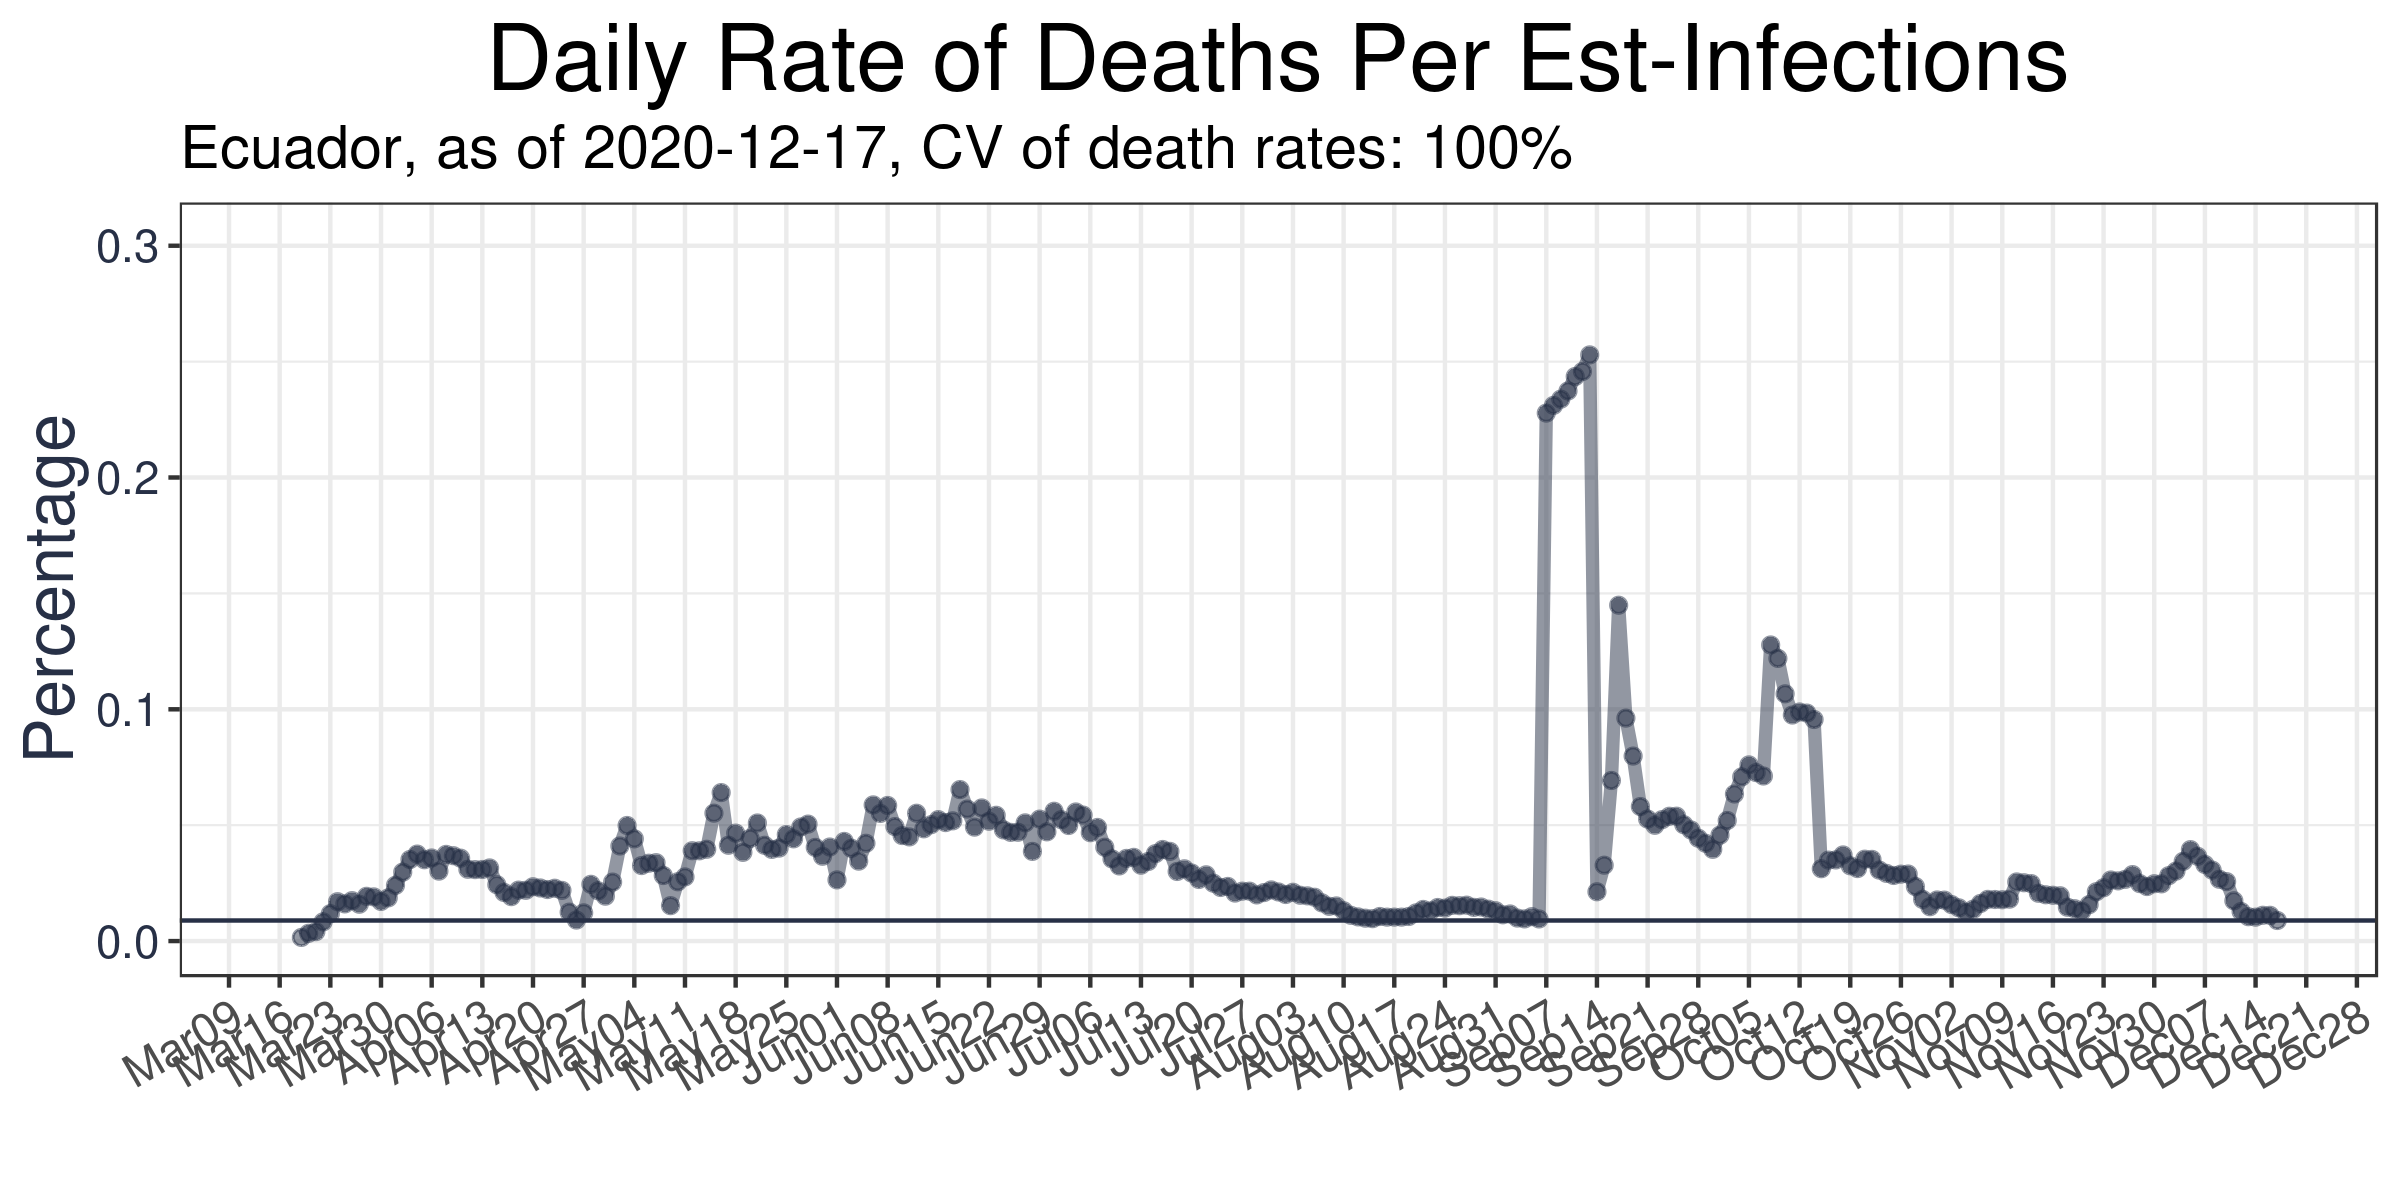 Daily Rate of Deaths Per Est-Infections
Ecuador, as of 2020-12-17, CV of death rates: 100%
Percentage
0.3
0.2
0.1
0.0
Mar09
Mar16
Mar23
Mar30
Apr06
Apr13
Apr20
Apr27
May04
May11
May18
May25
Jun01
Jun08
Jun15
Jun22
Jun29
Jul06
Jul13
Jul20
Jul27
Aug03
Aug10
Aug17
Aug24
Aug31
Sep07
Sep14
Sep21
Sep28
Oct05
Oct12
Oct19
Oct26
Nov02
Nov09
Nov16
Nov23
Nov30
Dec07
Dec14
Dec21
Dec28